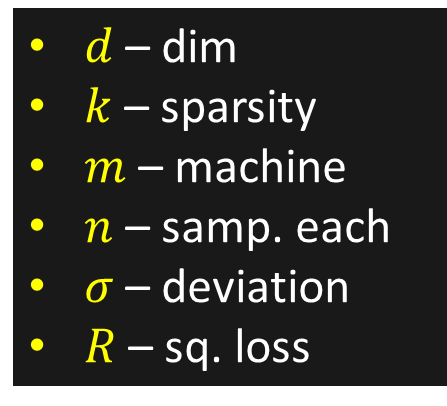 • d – dim
• k – sparsity
• m – machine
• n – samp. each
• σ – deviation
• R – sq. loss